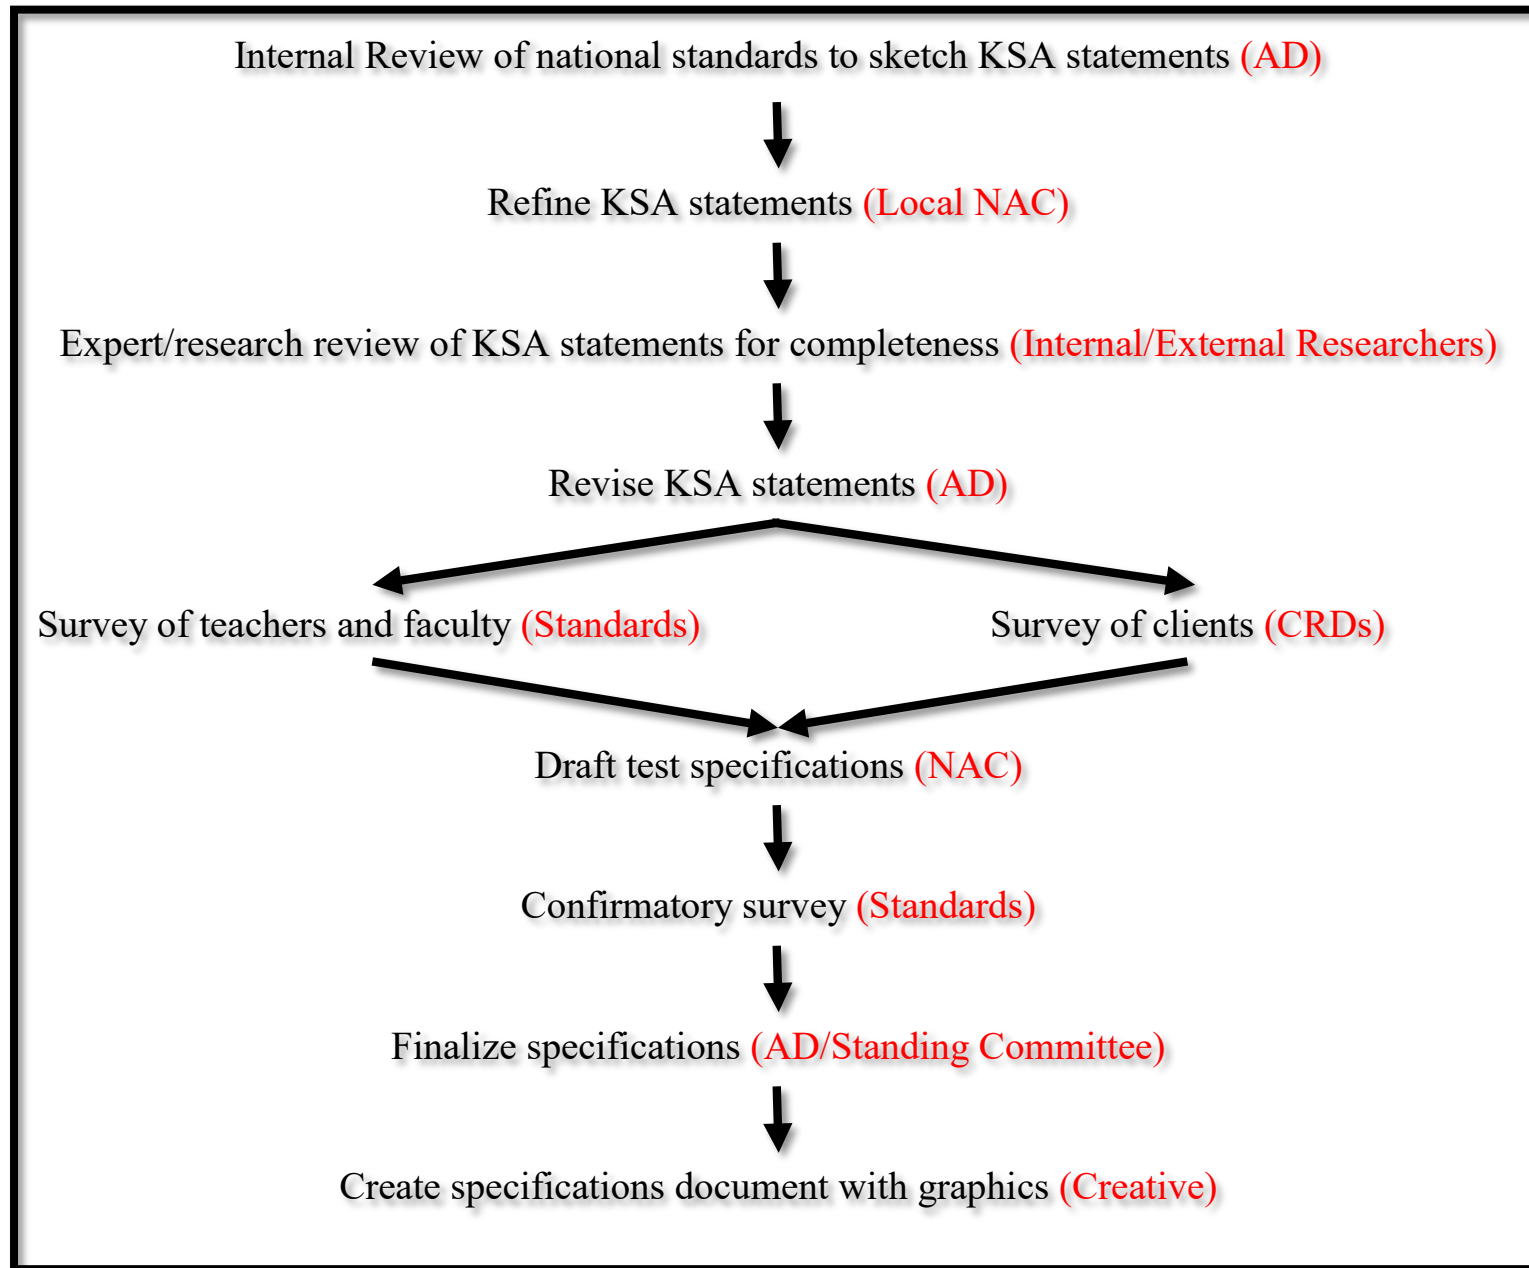 Internal Review of national standards to sketch KSA statements (AD)
Refine KSA statements (Local NAC)
Expert/research review of KSA statements for completeness (Internal/External Researchers)
Revise KSA statements (AD)
Survey of teachers and faculty (Standards)
Survey of clients (CRDs)
Draft test specifications (NAC)
Confirmatory survey (Standards)
Finalize specifications (AD/Standing Committee)
Create specifications document with graphics (Creative)